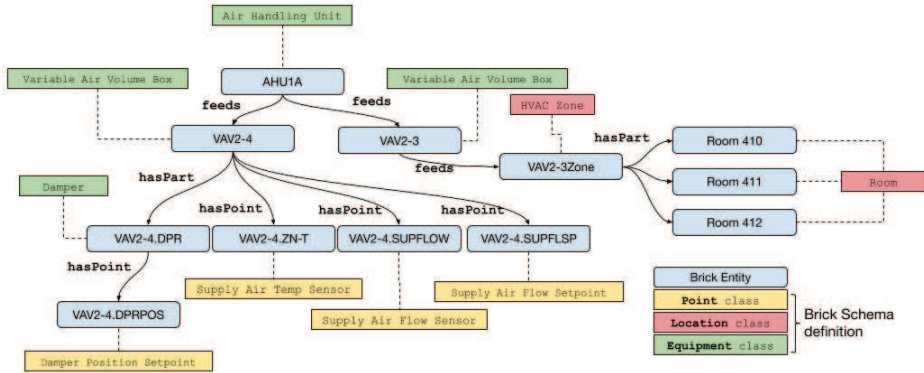 Air Handling Unit
Variable Air Volume Box
AHU1A
Variable Air Volume Box
feeds
feeds
HVAC Zone
VAV2-4
VAV2-3
hasPart
Room 410
feeds
VAV2-3Zone
hasPart
Damper
Room 411
Room
hasPoint
hasPoint
hasPoint
Room 412
VAV2-4.DPR
VAV2-4.ZN-T
VAV2-4.SUPFLOW
VAV2-4.SUPFLSP
hasPoint
Supply Air Temp Sensor
Supply Air Flow Setpoint
Brick Entity
Point class
VAV2-4.DPRPOS
Supply Air Flow Sensor
Location class
Brick Schema
definition
Equipment class
Damper Position Setpoint